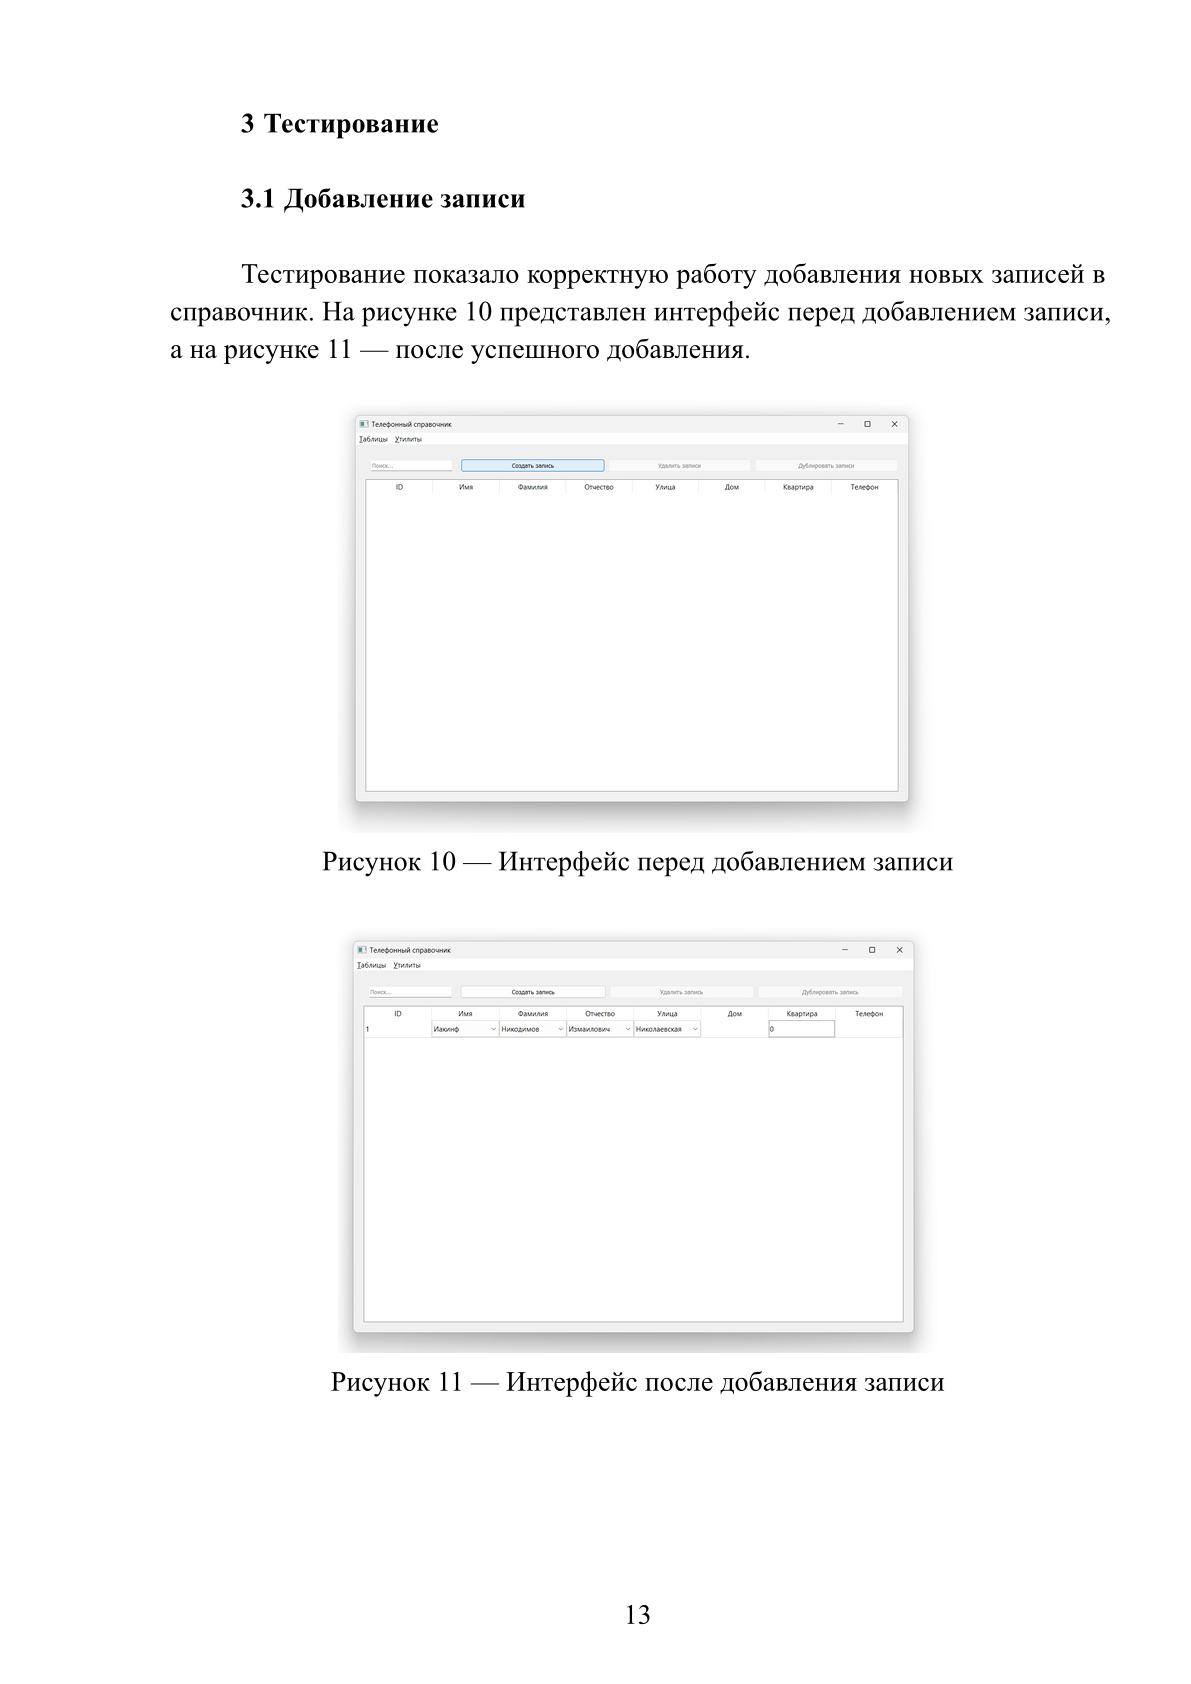 3 Тестирование
3.1 Добавление записи
Тестирование показало корректную работу добавления новых записей в
справочник. На рисунке 10 представлен интерфейс перед добавлением записи,
а на рисунке 11 — после успешного добавления.
Телефонный справочник
Таблицы Утилиты
Поиск... Создать запись Удалить записи Дублировать записи
ID Имя Фамилия Отчество Улица Дом Квартира Телефон
Рисунок 10 — Интерфейс перед добавлением записи
Телефонный справочник
Таблицы Утилиты
Поиск... Создать запись Удалить запись Дублировать запись
ID Имя Фамилия Отчество Улица Дом Квартира Телефон
1 Иакинф Никодимов Измаилович Николаевская 0
Рисунок 11 — Интерфейс после добавления записи
13